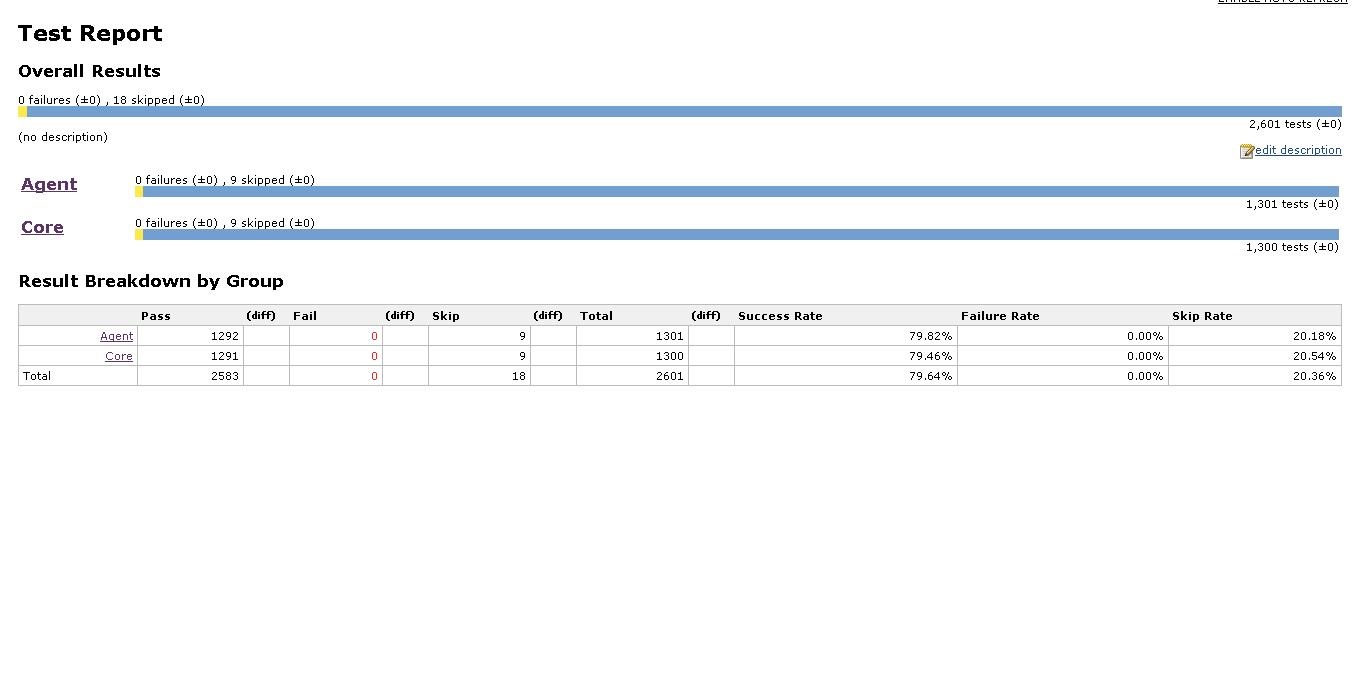 Test Report
Overall Results
0 failures (±0) , 18 skipped (±0)
2,601 tests (±0)
(no description)
edit description
Agent
0 failures (±0) , 9 skipped (±0)
1,301 tests (±0)
Core
0 failures (±0) , 9 skipped (±0)
1,300 tests (±0)
Result Breakdown by Group
Pass (diff) Fail (diff) Skip (diff) Total (diff) Success Rate Failure Rate Skip Rate
Agent 1292 0 9 1301 79.82% 0.00% 20.18%
Core 1291 0 9 1300 79.46% 0.00% 20.54%
Total 2583 0 18 2601 79.64% 0.00% 20.36%